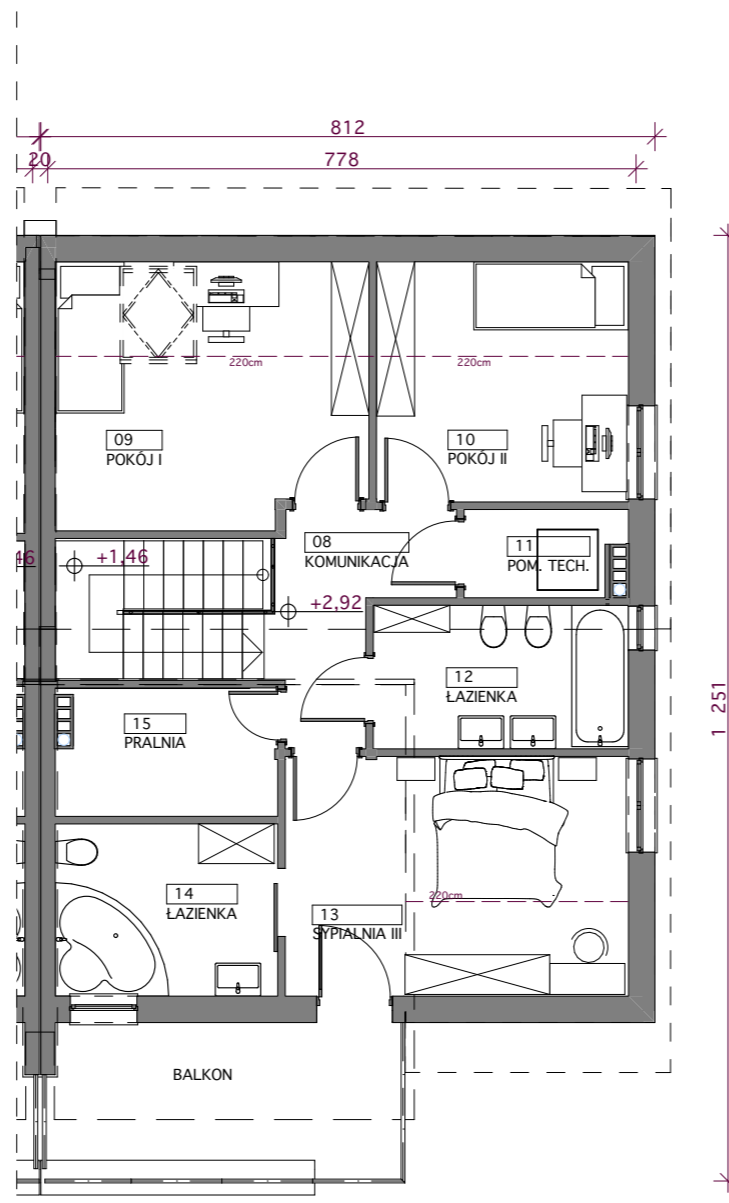 812
20
778
220cm
220cm
09
POKÓJ I
10
POKÓJ II
08
KOMUNIKACJA
11
POM. TECH.
46
+1,46
+2,92
12
ŁAZIENKA
15
PRALNIA
1 251
14
ŁAZIENKA
220cm
13
SYPIALNIA III
BALKON